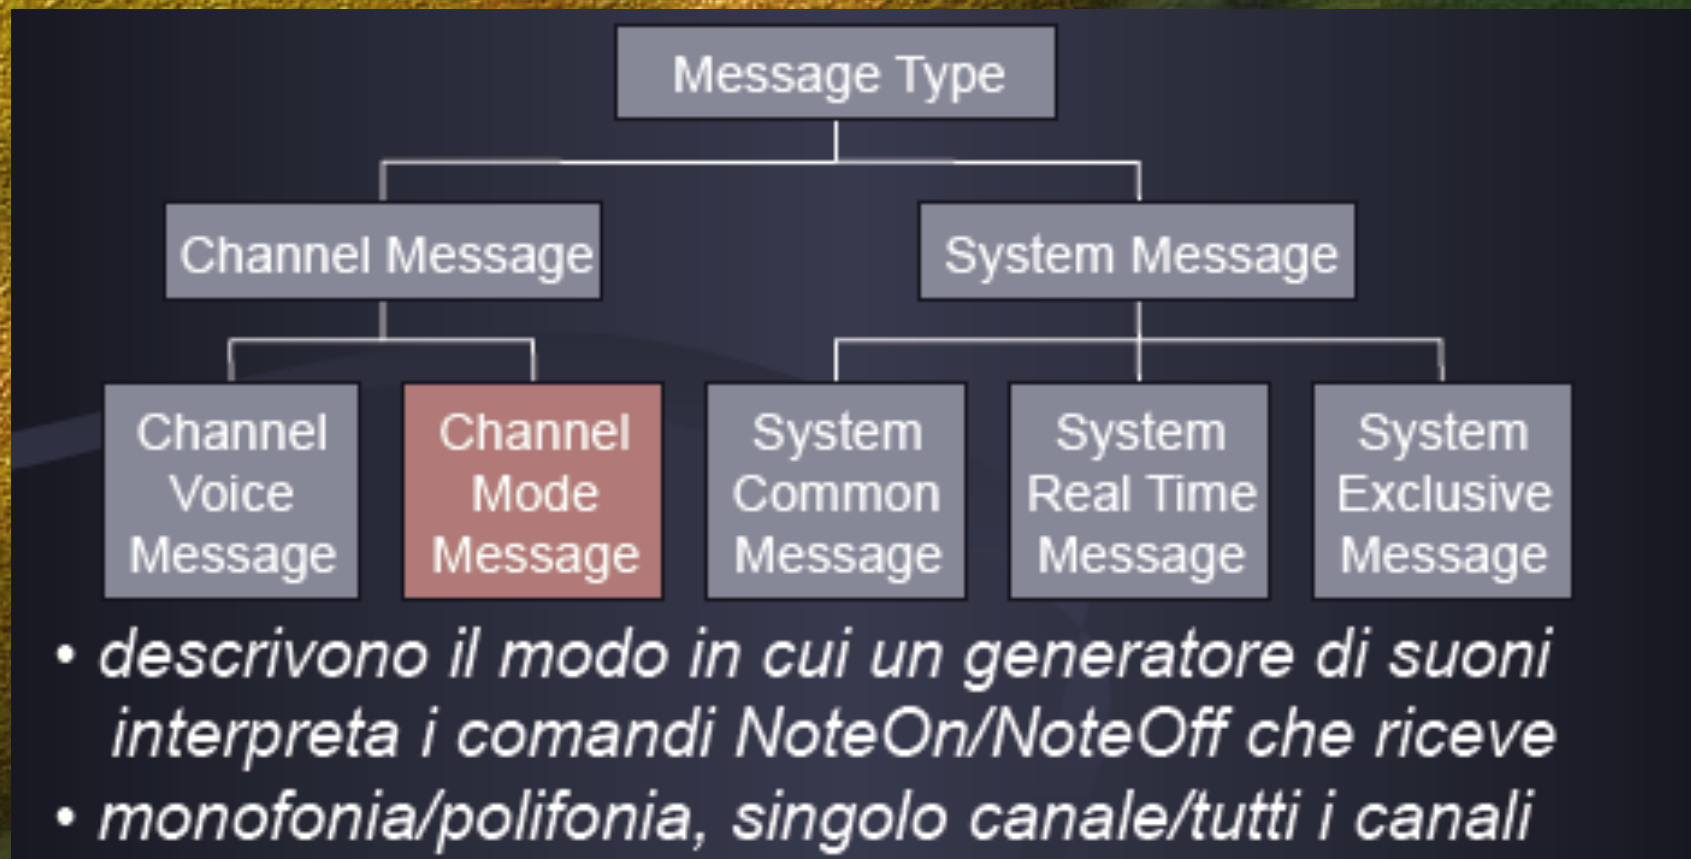 Message Type
Channel Message
System Message
Channel
Voice
Message
Channel
Mode
Message
System
Common
Message
System
Real Time
Message
System
Exclusive
Message
• descrivono il modo in cui un generatore di suoni
interpreta i comandi NoteOn/NoteOff che riceve
• monofonia/polifonia, singolo canale/tutti i canali